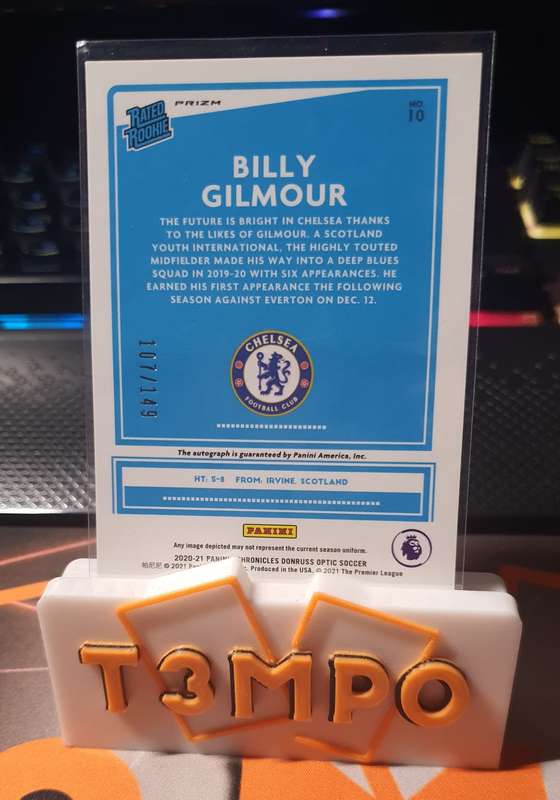 RATED
ROOKIE
PRIZM
NO.
10
BILLY
GILMOUR
THE FUTURE IS BRIGHT IN CHELSEA THANKS
TO THE LIKES OF GILMOUR. A SCOTLAND
YOUTH INTERNATIONAL, THE HIGHLY TOUTED
MIDFIELDER MADE HIS WAY INTO A DEEP BLUES
SQUAD IN 2019-20 WITH SIX APPEARANCES. HE
EARNED HIS FIRST APPEARANCE THE FOLLOWING
SEASON AGAINST EVERTON ON DEC. 12.
107/149
CHELSEA
FOOTBALL CLUB
The autograph is guaranteed by Panini America, Inc.
HT: 5-8 FROM: IRVINE, SCOTLAND
PANINI
Any image depicted may not represent the current season uniform.
2020-21 PANINI CHRONICLES DONRUSS OPTIC SOCCER
帕尼尼 © 2021 Inc. Produced in the USA. © 2021 The Premier League
T3MPO